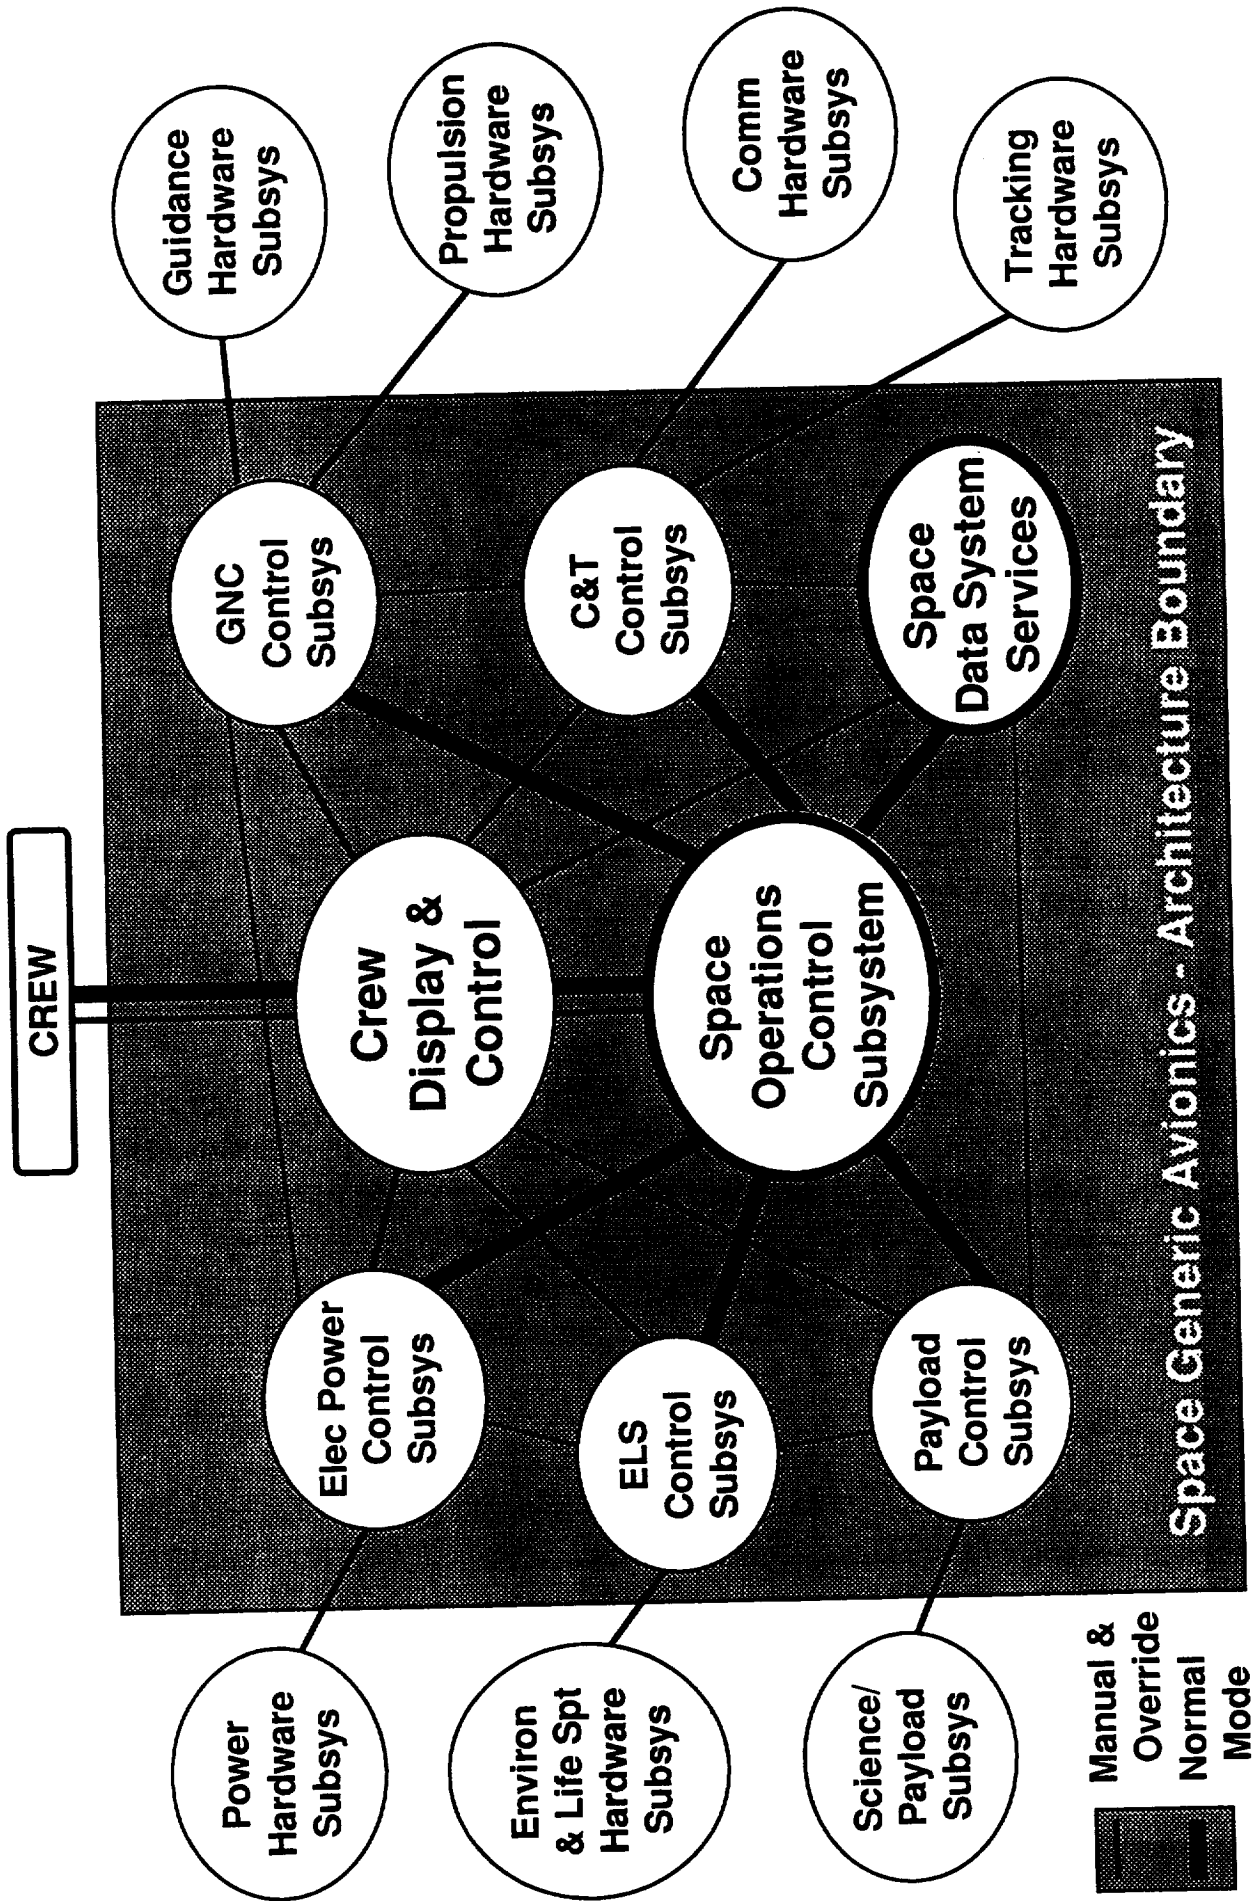 CREW
Power
Hardware
Subsys
Elec Power
Control
Subsys
Crew
Display &
Control
GNC
Control
Subsys
Guidance
Hardware
Subsys
Propulsion
Hardware
Subsys
Environ
& Life Spt
Hardware
Subsys
ELS
Control
Subsys
Space
Operations
Control
Subsystem
C&T
Control
Subsys
Comm
Hardware
Subsys
Science/
Payload
Subsys
Payload
Control
Subsys
Space
Data System
Services
Tracking
Hardware
Subsys
Manual &
Override
Normal
Mode
Space Generic Avionics - Architecture Boundary